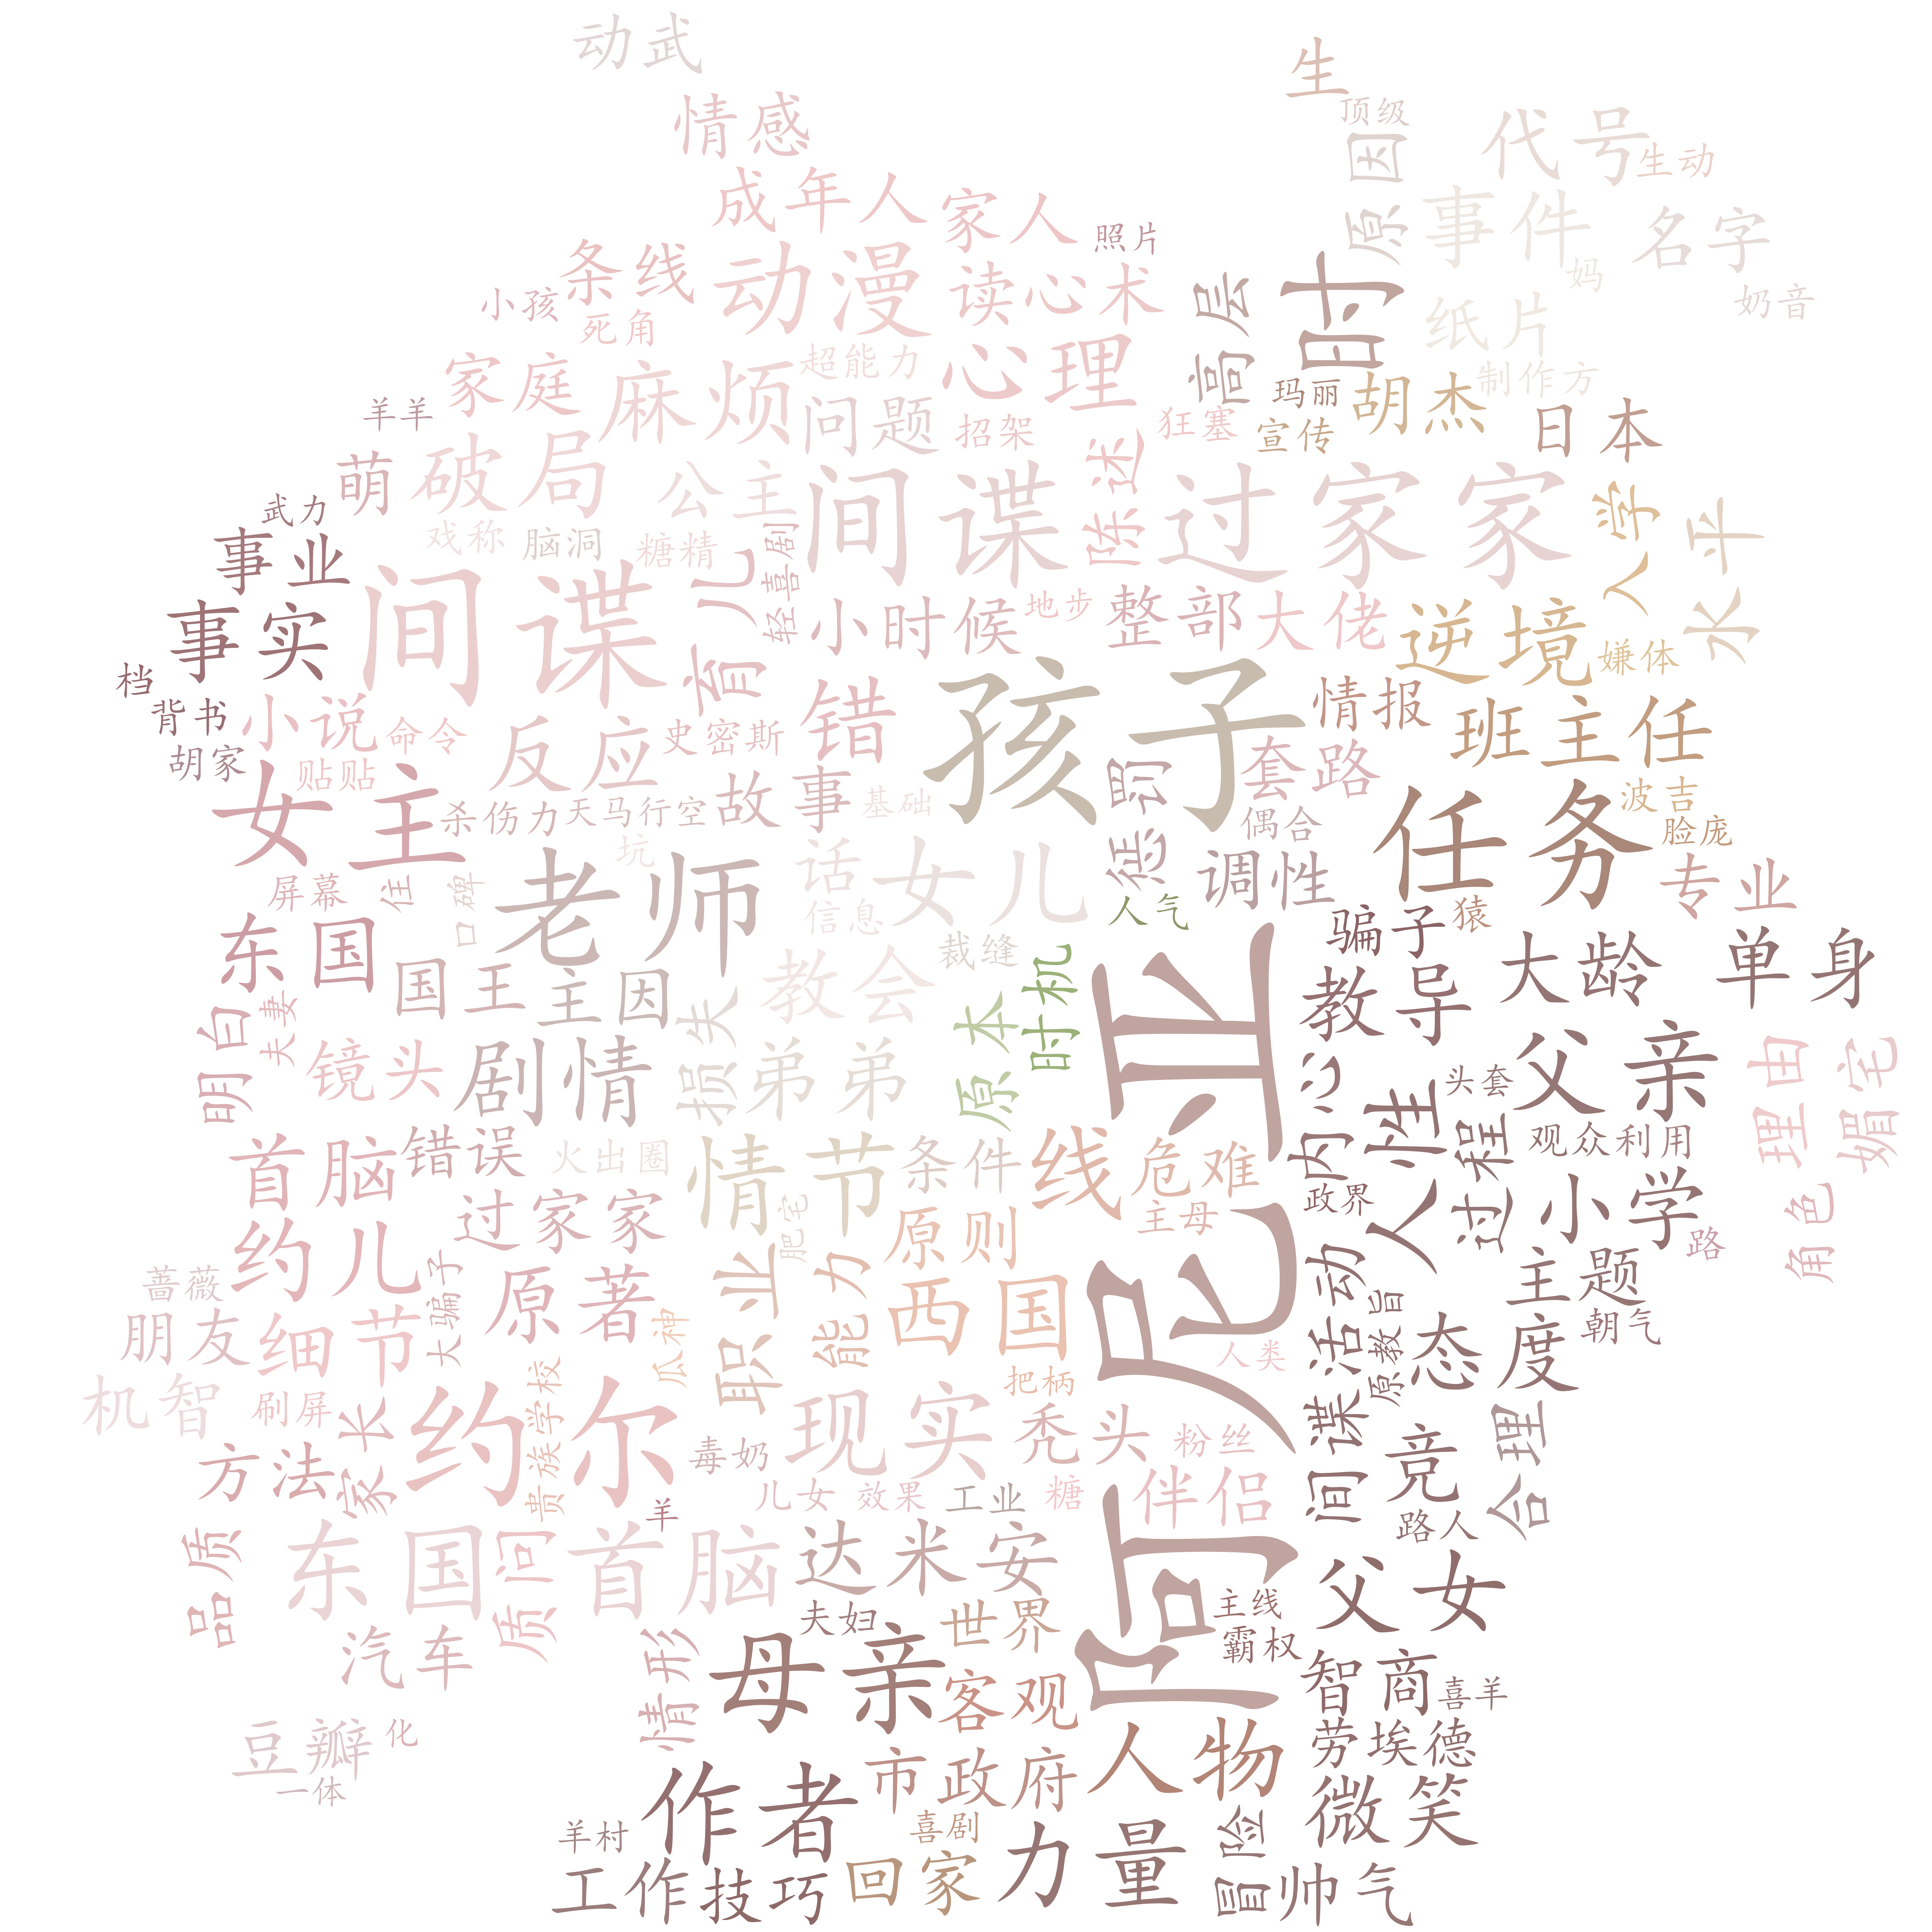 动武
生
顶级
情感
代号
原因
生动
成年人
家人
照片
事件
名字
条线
动漫
读心术
高层
时
妈
奶音
小孩
死角
纸片
家庭
麻烦
超能力
心理
玛丽
胡杰
制作方
羊羊
问题
招架
狂塞
宣传
日本
萌
破局
公主
间谍
陈述
过家家
入学
水平
武力
戏称
脑洞
糖精
轻喜剧
事业
间谍
育儿
小时候
地步
整部
大佬
逆境
嫌体
事实
档
背书
小说
命令
反应
史密斯
错
孩子
情报
班主任
胡家
贴贴
套路
女主
杀伤力
天马行空
故事
基础
惩罚
任务
波吉
偶合
脸庞
坑
老师
话
女儿
调性
专业
屏幕
住
口碑
信息
人气
骗子
猿
东国
国王
主因
教会
裁缝
时机
原本
教导
大龄
单身
明白
夫妻
损失
镜头
剧情
弟弟
阿尼亚
内心
人性
头套
父亲
理由
媚宅
首脑
错误
火出圈
情节
条件
线
危难
过程
观众利用
过家家
肥宅
原则
主母
政界
小学
角色
约儿
路
蔷薇
大骗子
原著
职业
能力
西国
间谍活动
原教旨
主题
朋友
细节
瓜神
人类
态度
朝气
机智
刷屏
家长
约尔
贵族学校
现实
把柄
秃头
粉丝
竞
合理
方法
毒奶
羊
儿女
效果
工业
糖
伴侣
路人
品质
东国
质问
首脑
达米安
父女
夫妇
世界
主线
霸权
汽车
情形
母亲
客观
智商
喜羊
豆瓣
化
劳埃德
一体
作者
市政府
人物
微笑
羊村
喜剧
冒险
工作技巧
回家
力量
帅气